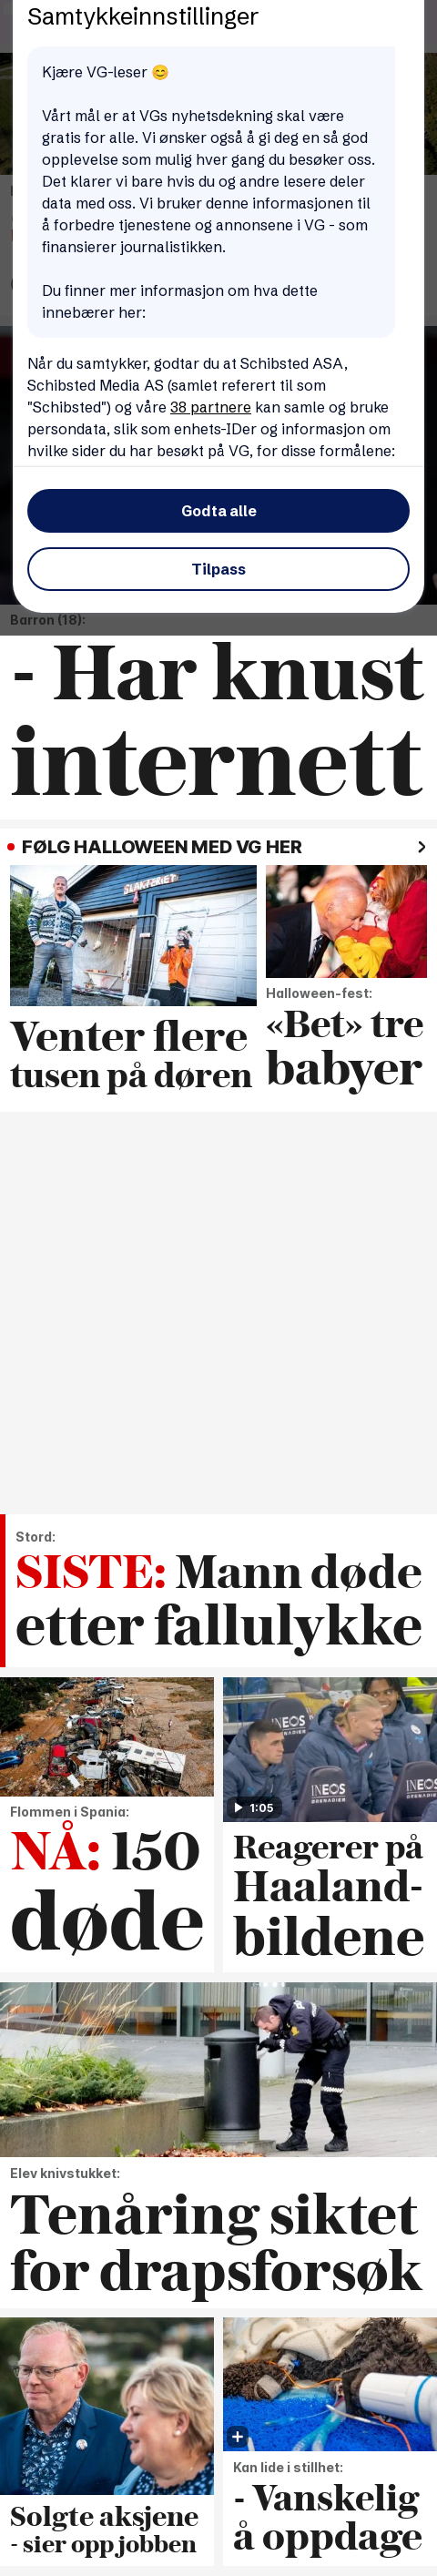 Samtykkeinnstillinger
Kjære VG-leser 😊
Vårt mål er at VGs nyhetsdekning skal være
gratis for alle. Vi ønsker også å gi deg en så god
opplevelse som mulig hver gang du besøker oss.
Det klarer vi bare hvis du og andre lesere deler
data med oss. Vi bruker denne informasjonen til
å forbedre tjenestene og annonsene i VG - som
finansierer journalistikken.
Du finner mer informasjon om hva dette
innebærer her:
Når du samtykker, godtar du at Schibsted ASA,
Schibsted Media AS (samlet referert til som
"Schibsted") og våre 38 partnere kan samle og bruke
persondata, slik som enhets-IDer og informasjon om
hvilke sider du har besøkt på VG, for disse formålene:
Godta alle
Tilpass
Barron (18):
- Har knust
internett
FØLG HALLOWEEN MED VG HER
SLAKTERIET
Venter flere
tusen på døren
Halloween-fest:
«Bet» tre
babyer
Stord:
SISTE: Mann døde
etter fallulykke
Flommen i Spania:
NÅ: 150
døde
INEOS
GRENADIER
INEOS
GRENADIER
INEOS
GRENADIER
1:05
Reagerer på
Haaland-
bildene
Elev knivstukket:
Tenåring siktet
for drapsforsøk
Solgte aksjene
- sier opp jobben
Kan lide i stillhet:
- Vanskelig
å oppdage